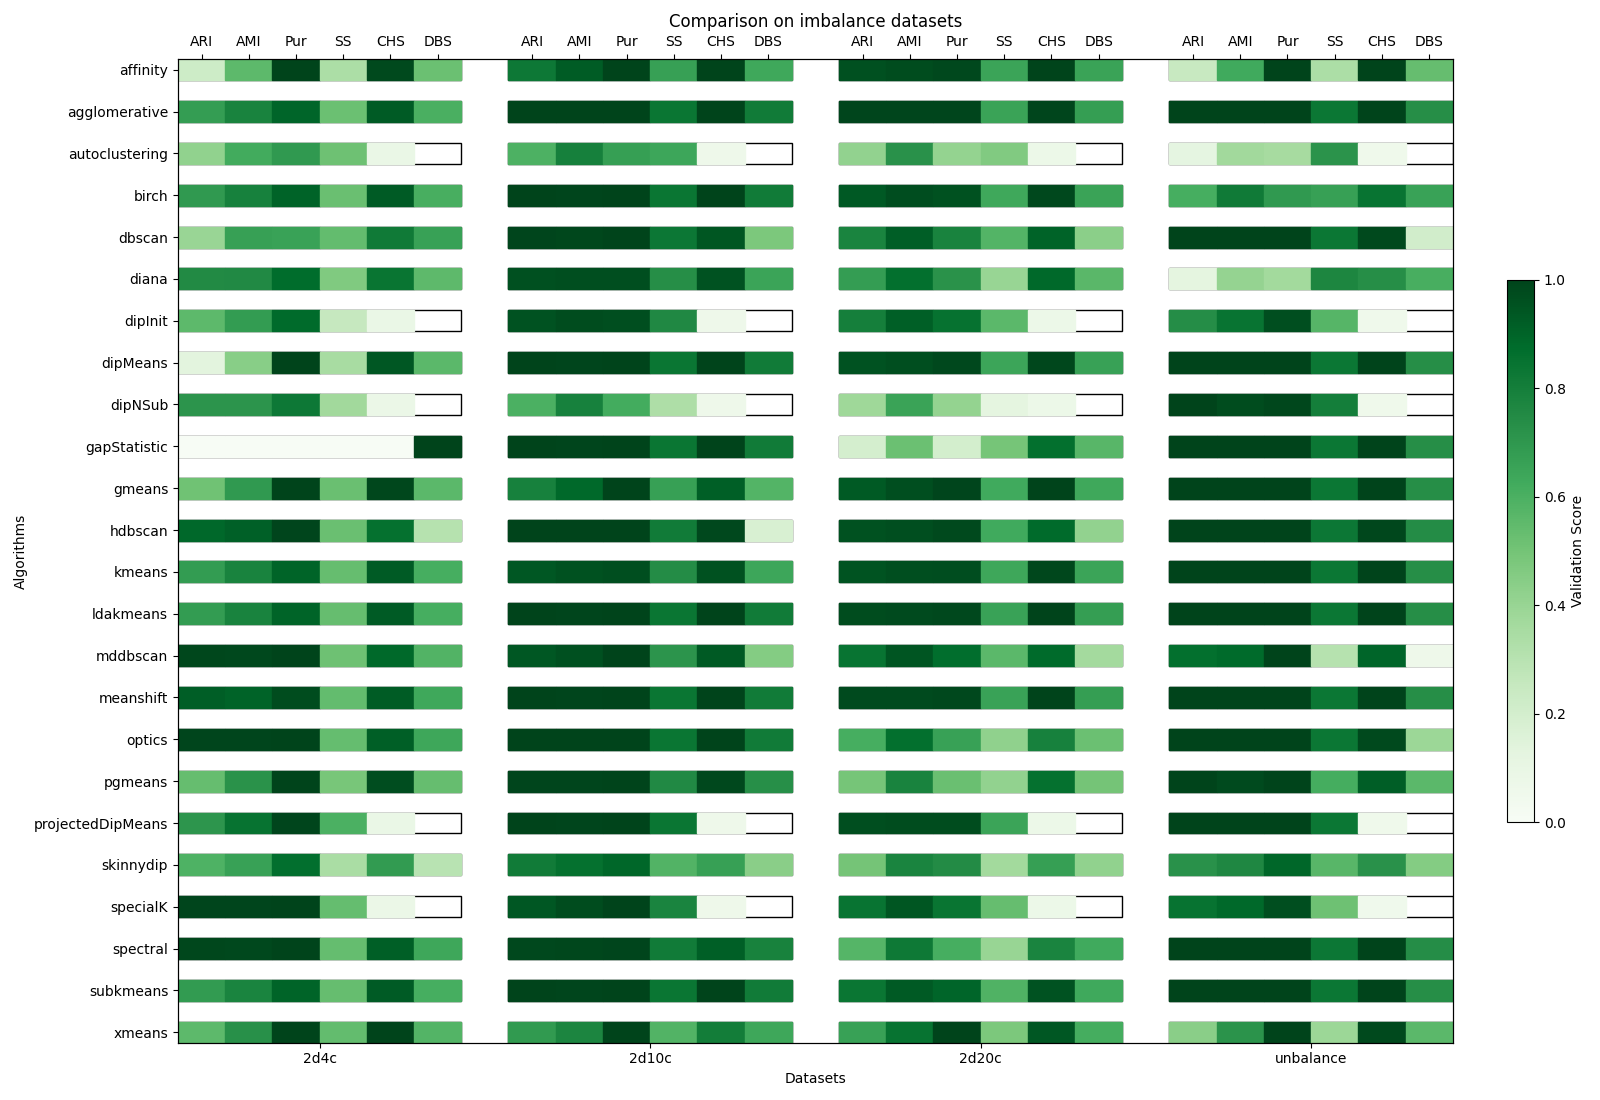 Comparison on imbalance datasets
ARI AMI Pur SS CHS DBS ARI AMI Pur SS CHS DBS ARI AMI Pur SS CHS DBS ARI AMI Pur SS CHS DBS
affinity
agglomerative
autoclustering
birch
dbscan
diana
dipInit
dipMeans
dipNSub
gapStatistic
gmeans
hdbscan
kmeans
ldakmeans
mddbscan
meanshift
optics
pgmeans
projectedDipMeans
skinnydip
specialK
spectral
subkmeans
xmeans
Algorithms
2d4c 2d10c 2d20c unbalance
Datasets
1.0
0.8
0.6
0.4
0.2
0.0
Validation Score